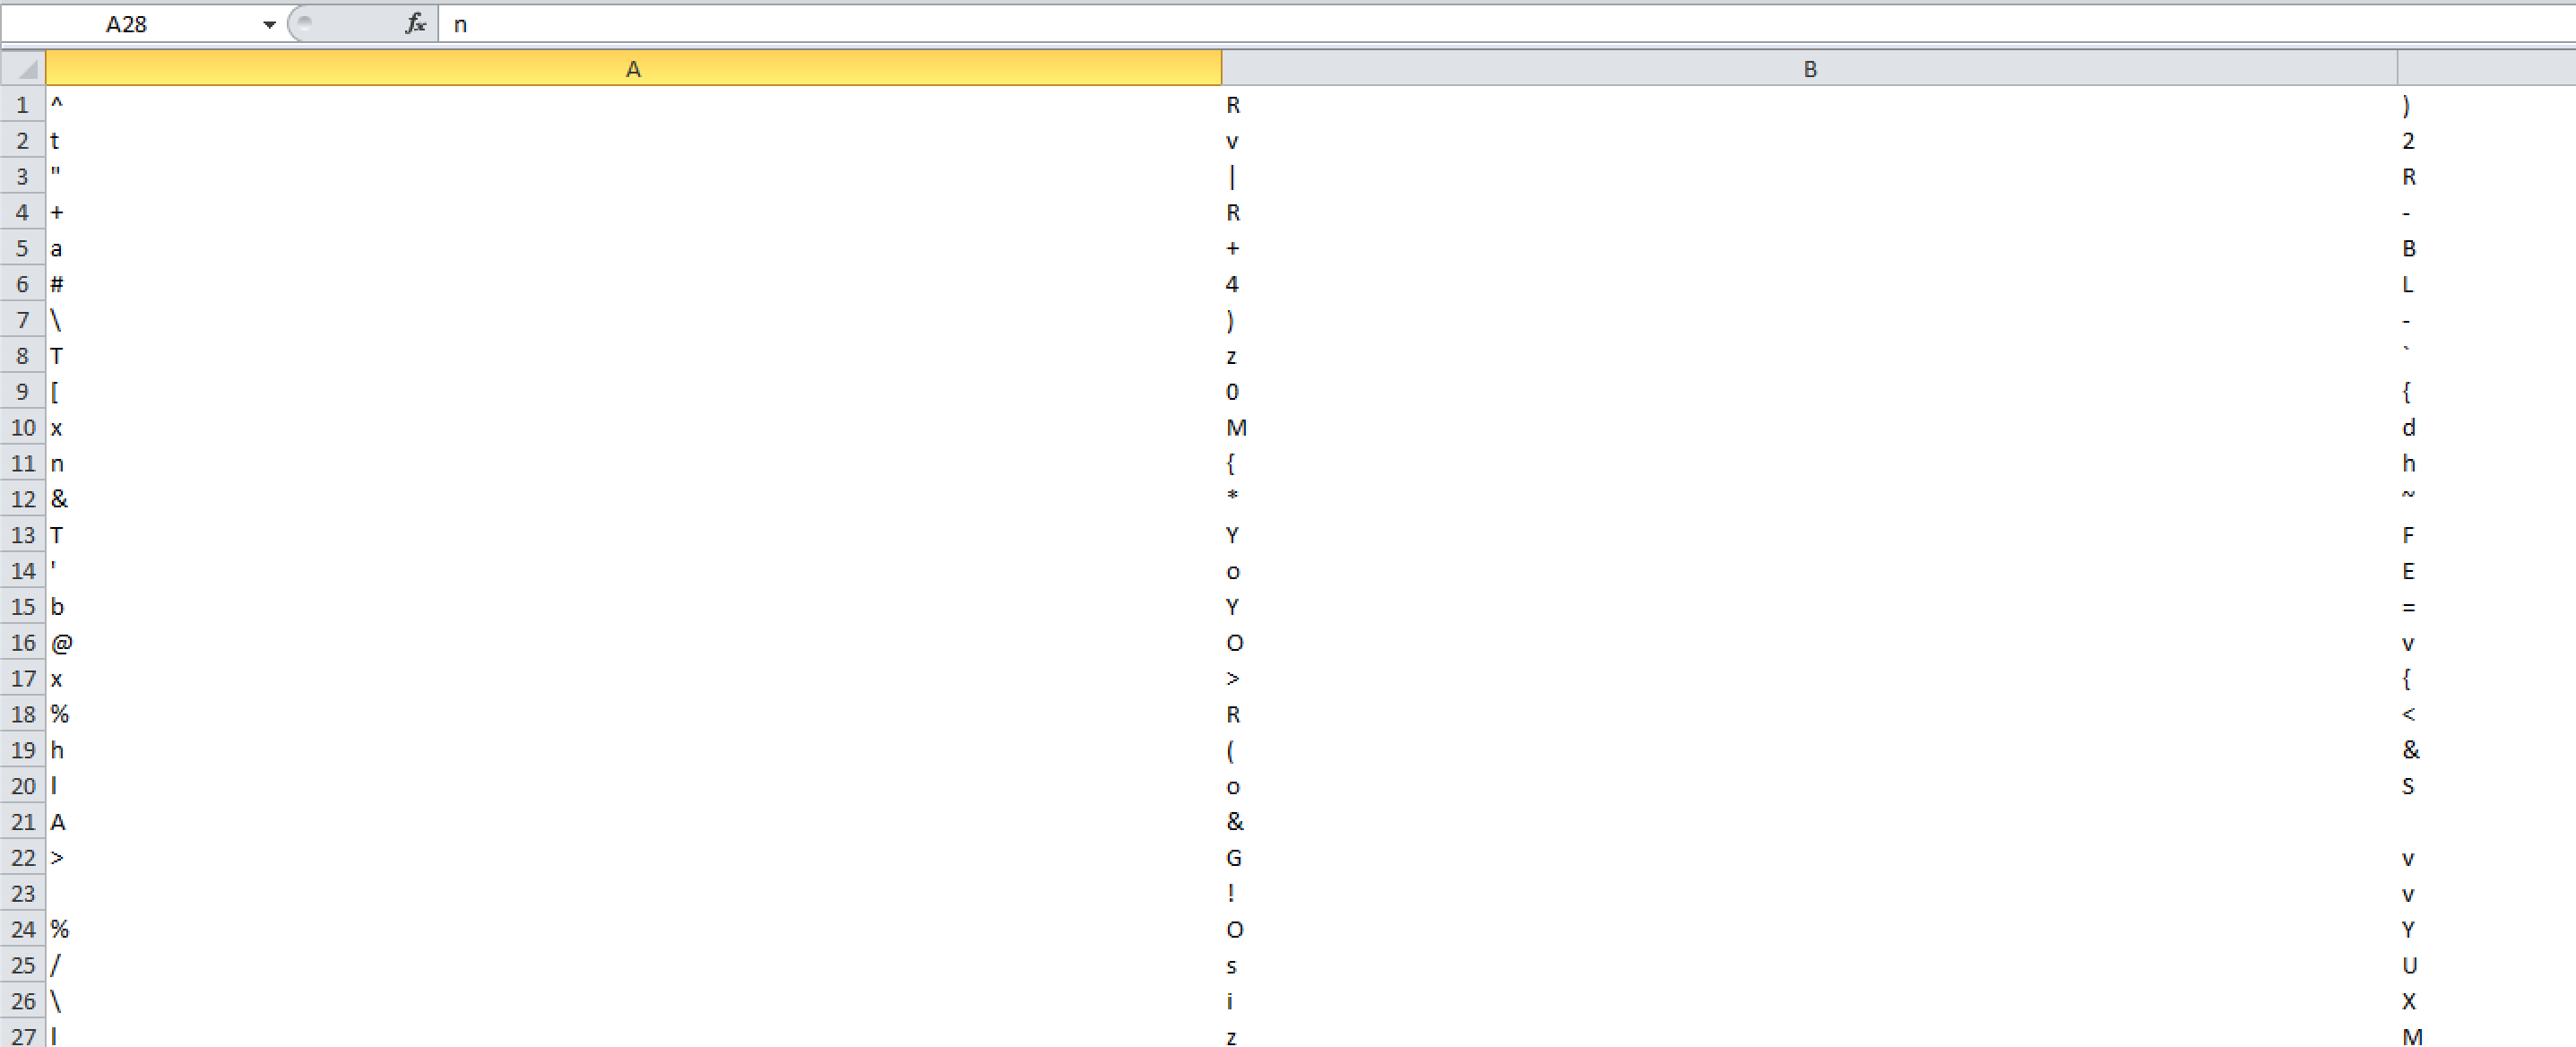 A28 fx n
A B
1 ^ R )
2 t v 2
3 " | R
4 + R -
5 a + B
6 # 4 L
7 \ ) -
8 T z `
9 [ 0 {
10 x M d
11 n { h
12 & * ~
13 T Y F
14 ' o E
15 b Y =
16 @ O v
17 x > {
18 % R <
19 h ( &
20 l o S
21 A &
22 > G v
23 ! v
24 % O Y
25 / s U
26 \ i X
27 l z M